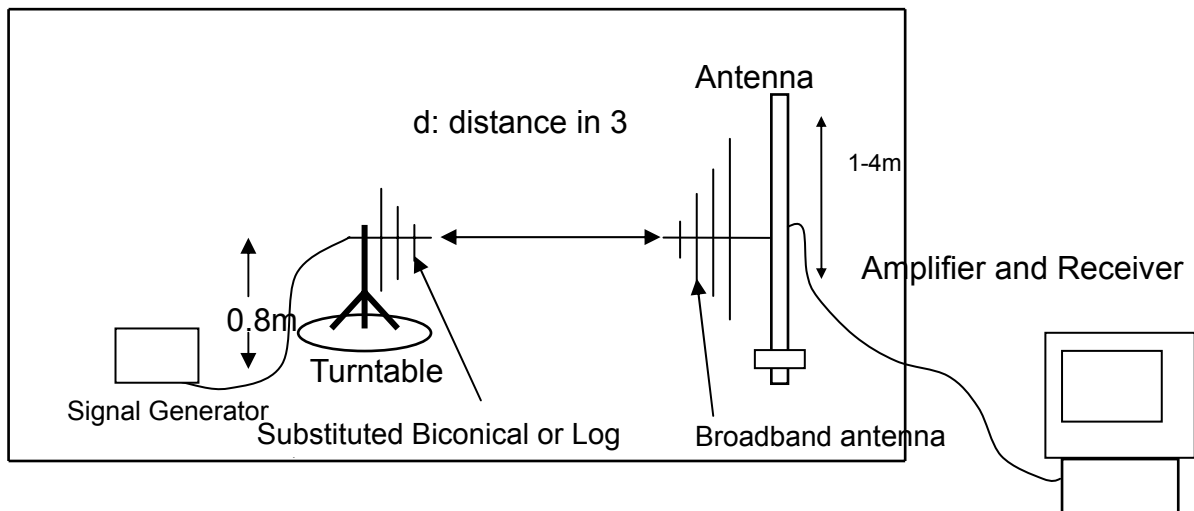 Antenna
d: distance in 3
1-4m
Amplifier and Receiver
0.8m
Turntable
Signal Generator
Substituted Biconical or Log
Broadband antenna